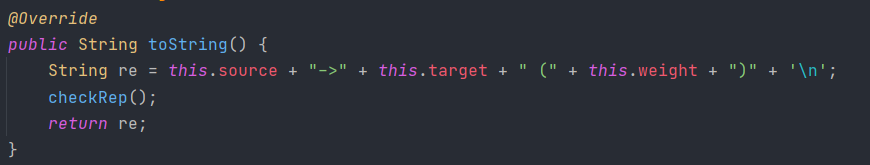 @Override
public String toString() {
    String re = this.source + "->" + this.target + " (" + this.weight + ")" + '\n';
    checkRep();
    return re;
}